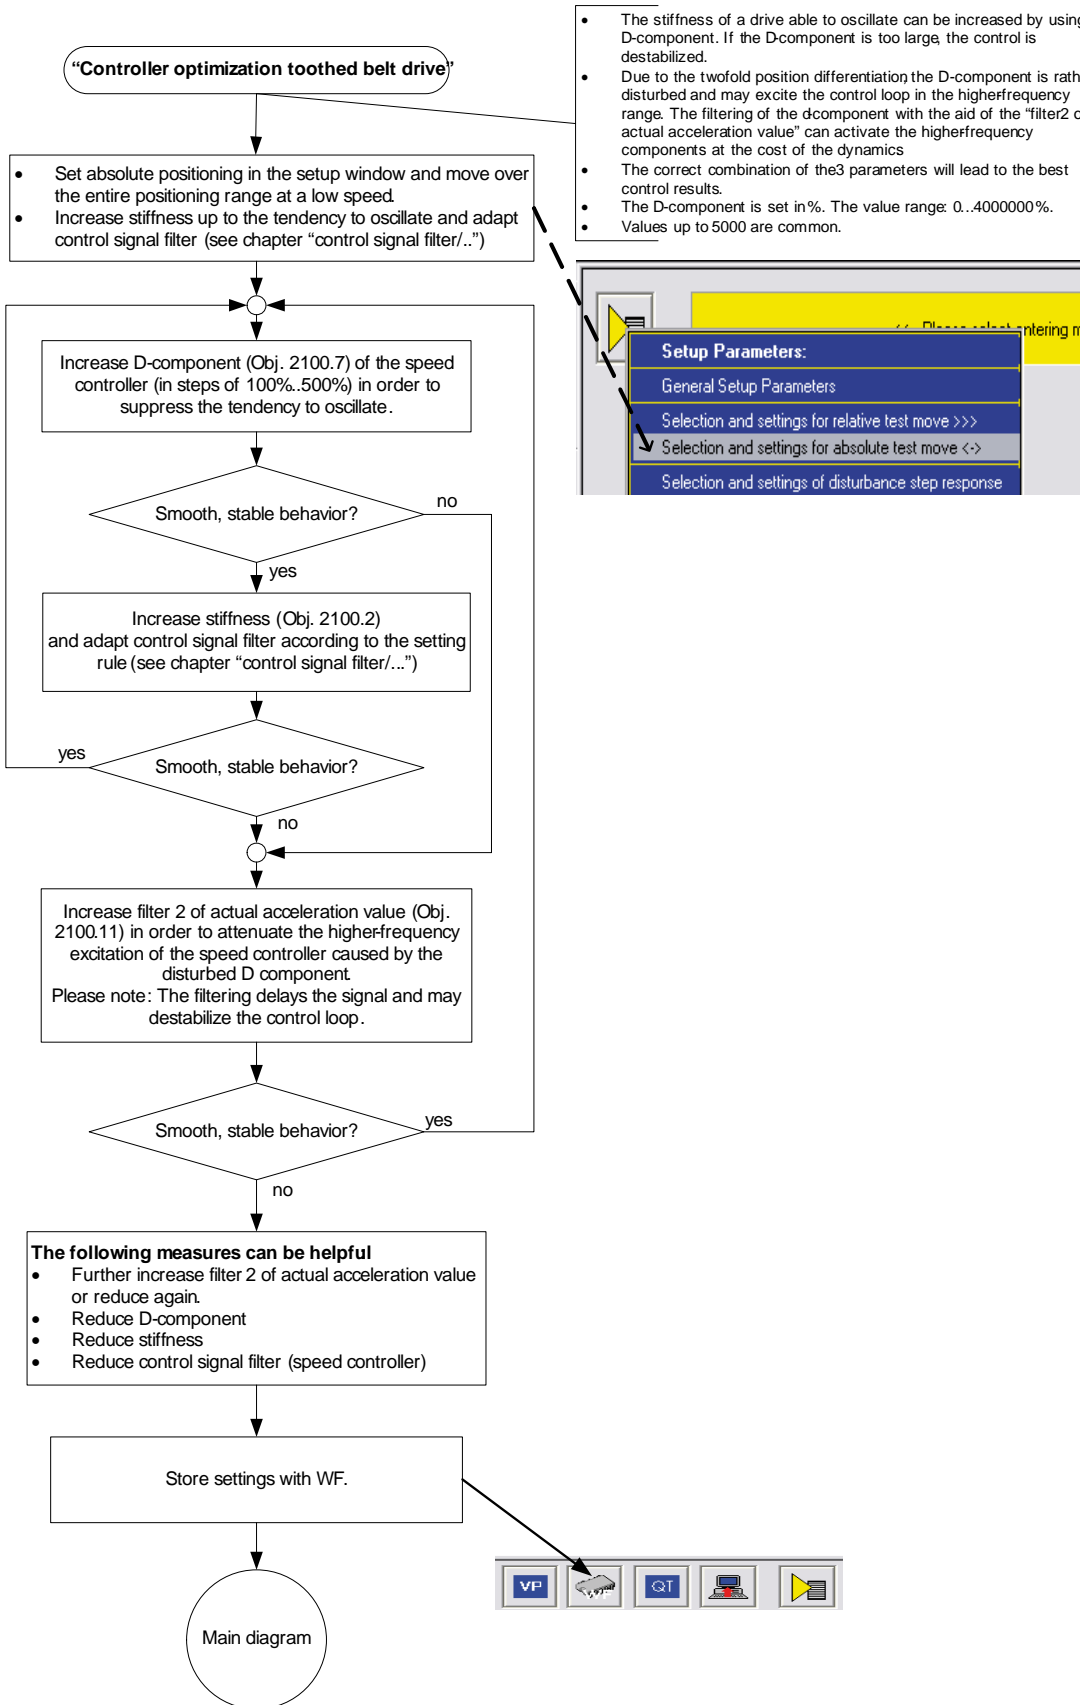 “Controller optimization toothed belt drive”
• The stiffness of a drive able to oscillate can be increased by using
D-component. If the D-component is too large, the control is
destabilized.
• Due to the twofold position differentiation, the D-component is rath
disturbed and may excite the control loop in the higher-frequency
range. The filtering of the d-component with the aid of the “filter2 o
actual acceleration value” can activate the higher-frequency
components at the cost of the dynamics
• The correct combination of the3 parameters will lead to the best
control results.
• The D-component is set in%. The value range: 0...4000000%.
• Values up to 5000 are common.
• Set absolute positioning in the setup window and move over
the entire positioning range at a low speed.
• Increase stiffness up to the tendency to oscillate and adapt
control signal filter (see chapter “control signal filter/..”)
Please select entering m
Setup Parameters:
General Setup Parameters
Selection and settings for relative test move >>>
Selection and settings for absolute test move <->
Selection and settings of disturbance step response
Increase D-component (Obj. 2100.7) of the speed
controller (in steps of 100%..500%) in order to
suppress the tendency to oscillate.
Smooth, stable behavior?
no
yes
Increase stiffness (Obj. 2100.2)
and adapt control signal filter according to the setting
rule (see chapter “control signal filter/...”)
yes
Smooth, stable behavior?
no
Increase filter 2 of actual acceleration value (Obj.
2100.11) in order to attenuate the higher-frequency
excitation of the speed controller caused by the
disturbed D component.
Please note: The filtering delays the signal and may
destabilize the control loop.
Smooth, stable behavior?
yes
no
The following measures can be helpful
• Further increase filter 2 of actual acceleration value
or reduce again.
• Reduce D-component
• Reduce stiffness
• Reduce control signal filter (speed controller)
Store settings with WF.
VP
WF
QT
Main diagram